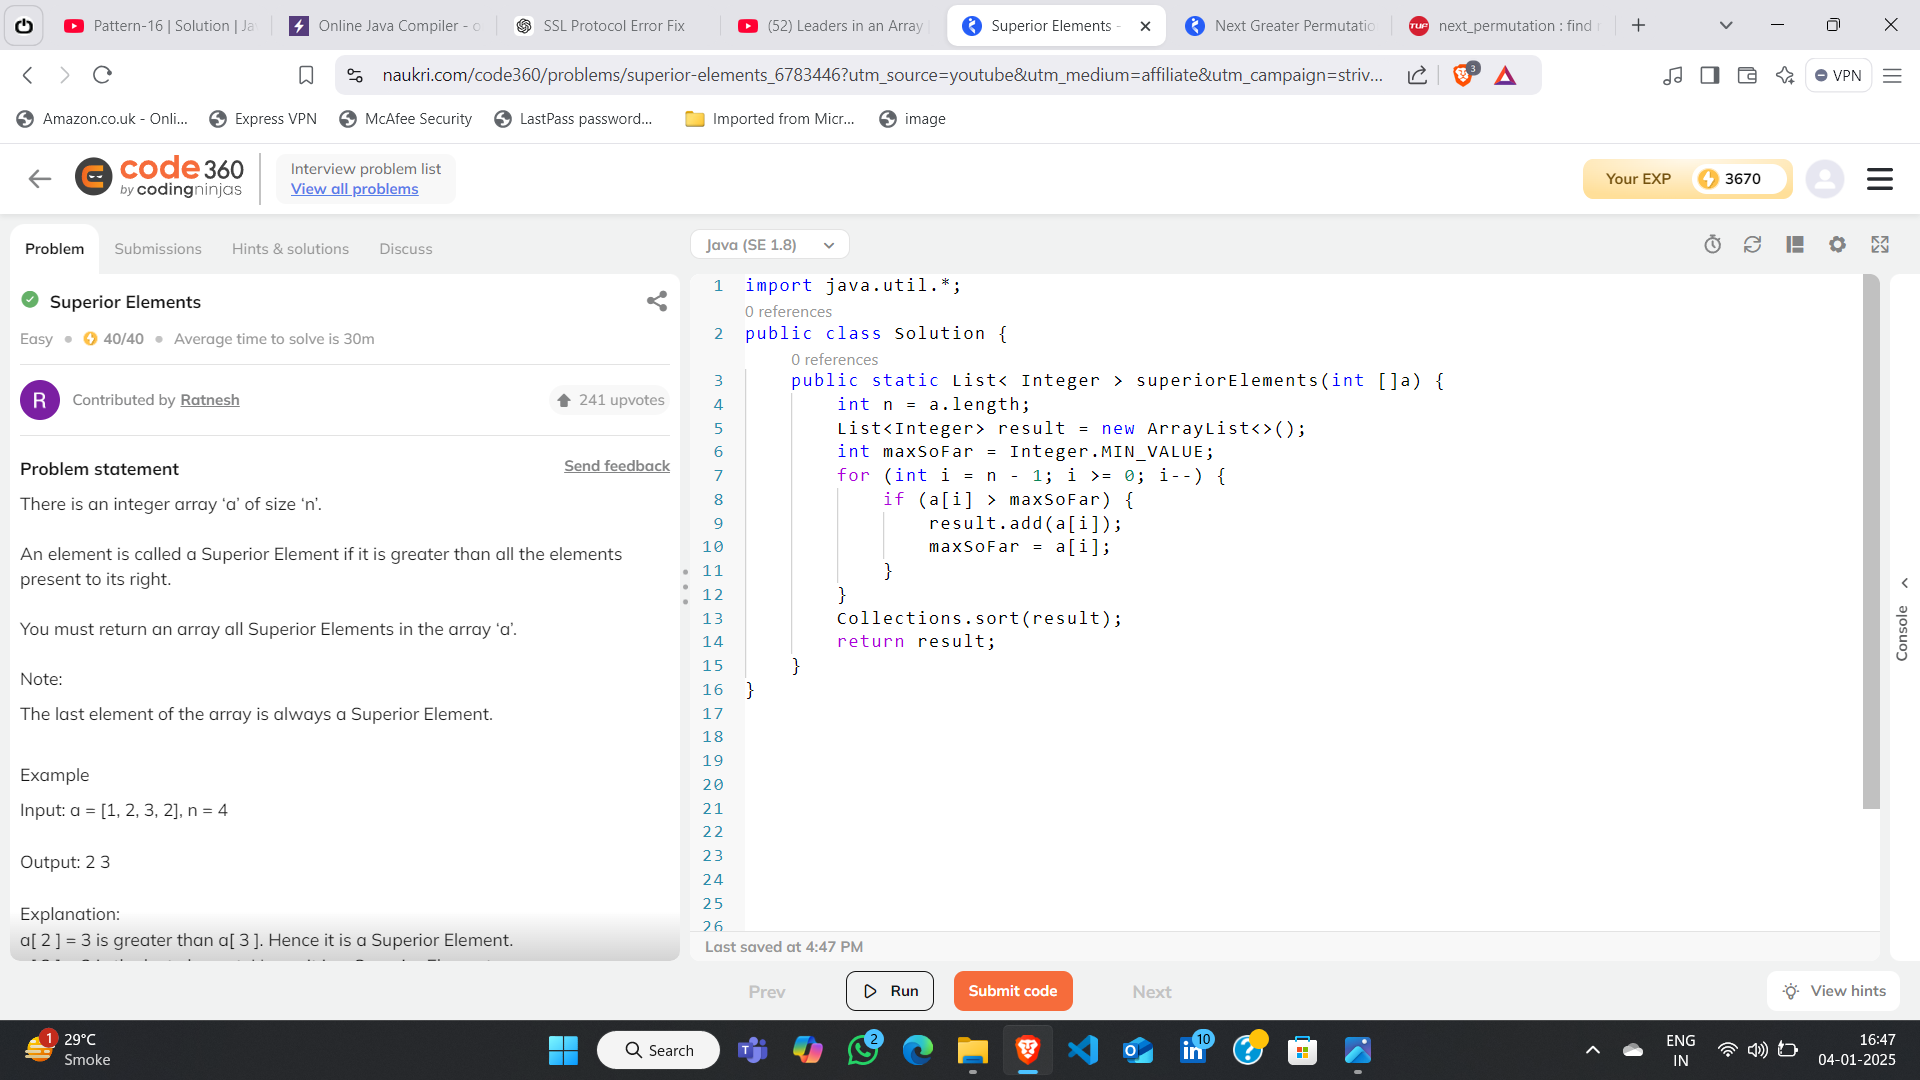 Pattern-16 | Solution | Ja
Online Java Compiler - o
SSL Protocol Error Fix
(52) Leaders in an Array
Superior Elements -
Next Greater Permutatio
next_permutation : find
naukri.com/code360/problems/superior-elements_6783446?utm_source=youtube&utm_medium=affiliate&utm_campaign=striv...
3
VPN
Amazon.co.uk - Onli...
Express VPN
McAfee Security
LastPass password...
Imported from Micr...
image
code 360
by codingninjas
Interview problem list
View all problems
Your EXP
3670
Problem
Submissions
Hints & solutions
Discuss
Superior Elements
Easy
40/40
Average time to solve is 30m
R
Contributed by Ratnesh
241 upvotes
Problem statement
Send feedback
There is an integer array ‘a’ of size ‘n’.
An element is called a Superior Element if it is greater than all the elements
present to its right.
You must return an array all Superior Elements in the array ‘a’.
Note:
The last element of the array is always a Superior Element.
Example
Input: a = [1, 2, 3, 2], n = 4
Output: 2 3
Explanation:
a[ 2 ] = 3 is greater than a[ 3 ]. Hence it is a Superior Element.
Java (SE 1.8)
1 import java.util.*;
0 references
2 public class Solution {
0 references
3 public static List< Integer > superiorElements(int []a) {
4 int n = a.length;
5 List<Integer> result = new ArrayList<>();
6 int maxSoFar = Integer.MIN_VALUE;
7 for (int i = n - 1; i >= 0; i--) {
8 if (a[i] > maxSoFar) {
9 result.add(a[i]);
10 maxSoFar = a[i];
11 }
12 }
13 Collections.sort(result);
14 return result;
15 }
16 }
17
18
19
20
21
22
23
24
25
26
Console
Last saved at 4:47 PM
Prev
Run
Submit code
Next
View hints
1
29°C
Smoke
Search
2
10
ENG
IN
16:47
04-01-2025